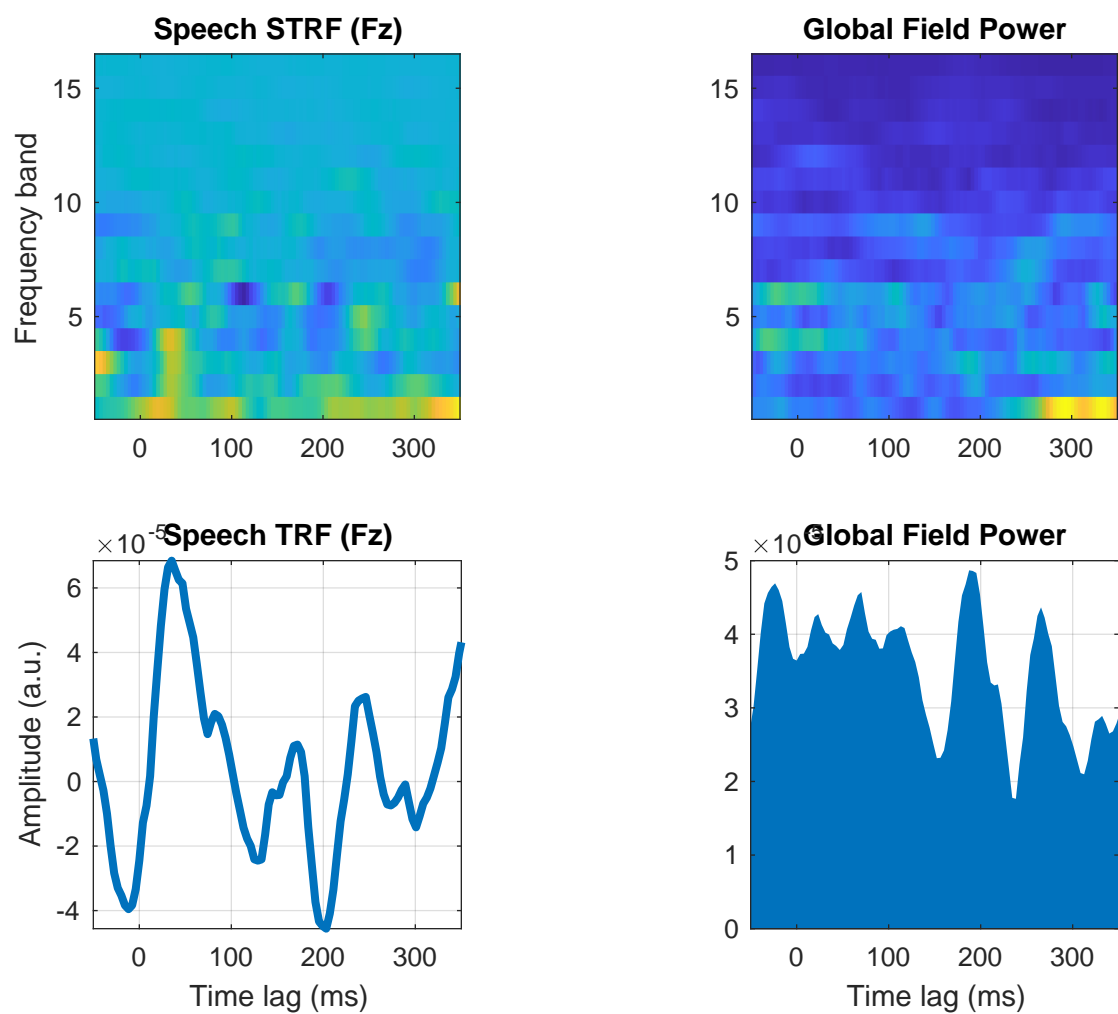 Speech STRF (Fz)
Frequency band
15
10
5
0 100 200 300
Global Field Power
15
10
5
0 100 200 300
Speech TRF (Fz)
×10-5
Amplitude (a.u.)
6
4
2
0
-2
-4
0 100 200 300
Time lag (ms)
Global Field Power
×10-5
5
4
3
2
1
0
0 100 200 300
Time lag (ms)